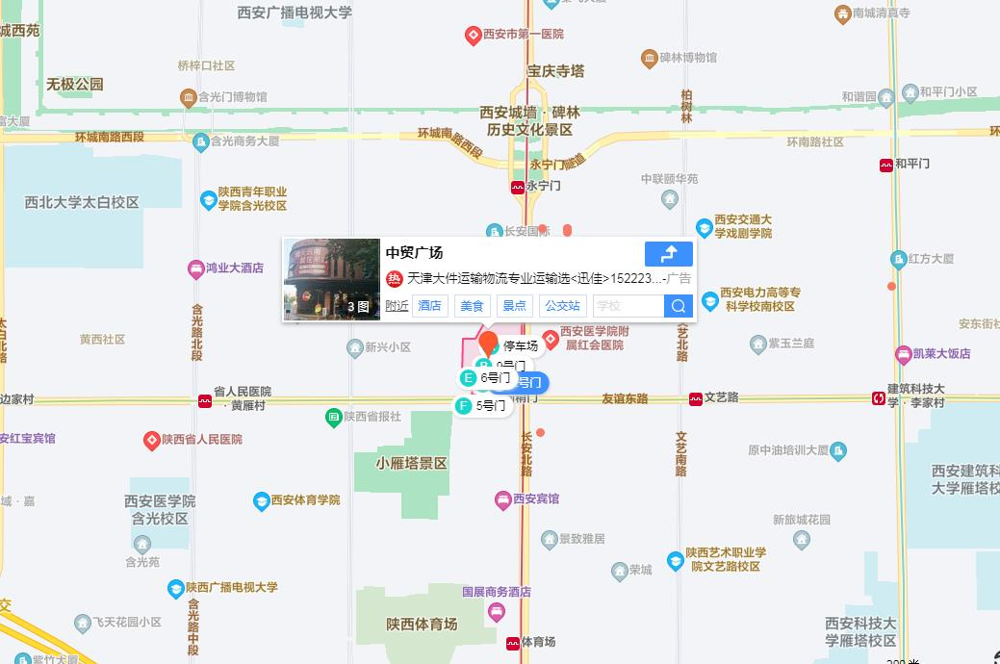 西安广播电视大学
南城清真寺
城西苑
西安市第一医院
碑林博物馆
桥梓口社区
宝庆寺塔
无极公园
含光门博物馆
柏树林
和谐园
和平门小区
西安城墙·碑林
历史文化景区
富大厦
环城南路西段
含光商务大厦
环城南路西段
环南路社区
永宁门隧道
和平门
永宁门
中联颐华苑
陕西青年职业
学院含光校区
西北大学太白校区
西安交通大
学戏剧学院
长安国际
中贸广场
热 天津大件运输物流专业运输选<迅佳>152223...-广告
3图
附近 酒店 美食 景点 公交站 学校
鸿业大酒店
红方大厦
西安电力高等专
科学校南校区
含光路北段
太白北路
文艺北路
安东街社
黄西社区
新兴小区
停车场
西安医学院附
属红会医院
紫玉兰庭
凯莱大饭店
9号门
E 6号门
号门
F 5号门
边家村
省人民医院
·黄雁村
友谊东路
文艺路
建筑科技大
学·李家村
陕西省报社
安红宝宾馆
陕西省人民医院
长安北路
文艺南路
原中油培训大厦
小雁塔景区
西安建筑科
大学雁塔校
域·嘉
西安医学院
含光校区
西安体育学院
西安宾馆
新旅城花园
景致雅居
含光苑
陕西艺术职业学
院文艺路校区
荣城
陕西广播电视大学
国展商务酒店
含光路中段
飞天花园小区
陕西体育场
西安科技大
学雁塔校区
体育场
紫竹大厦
200米